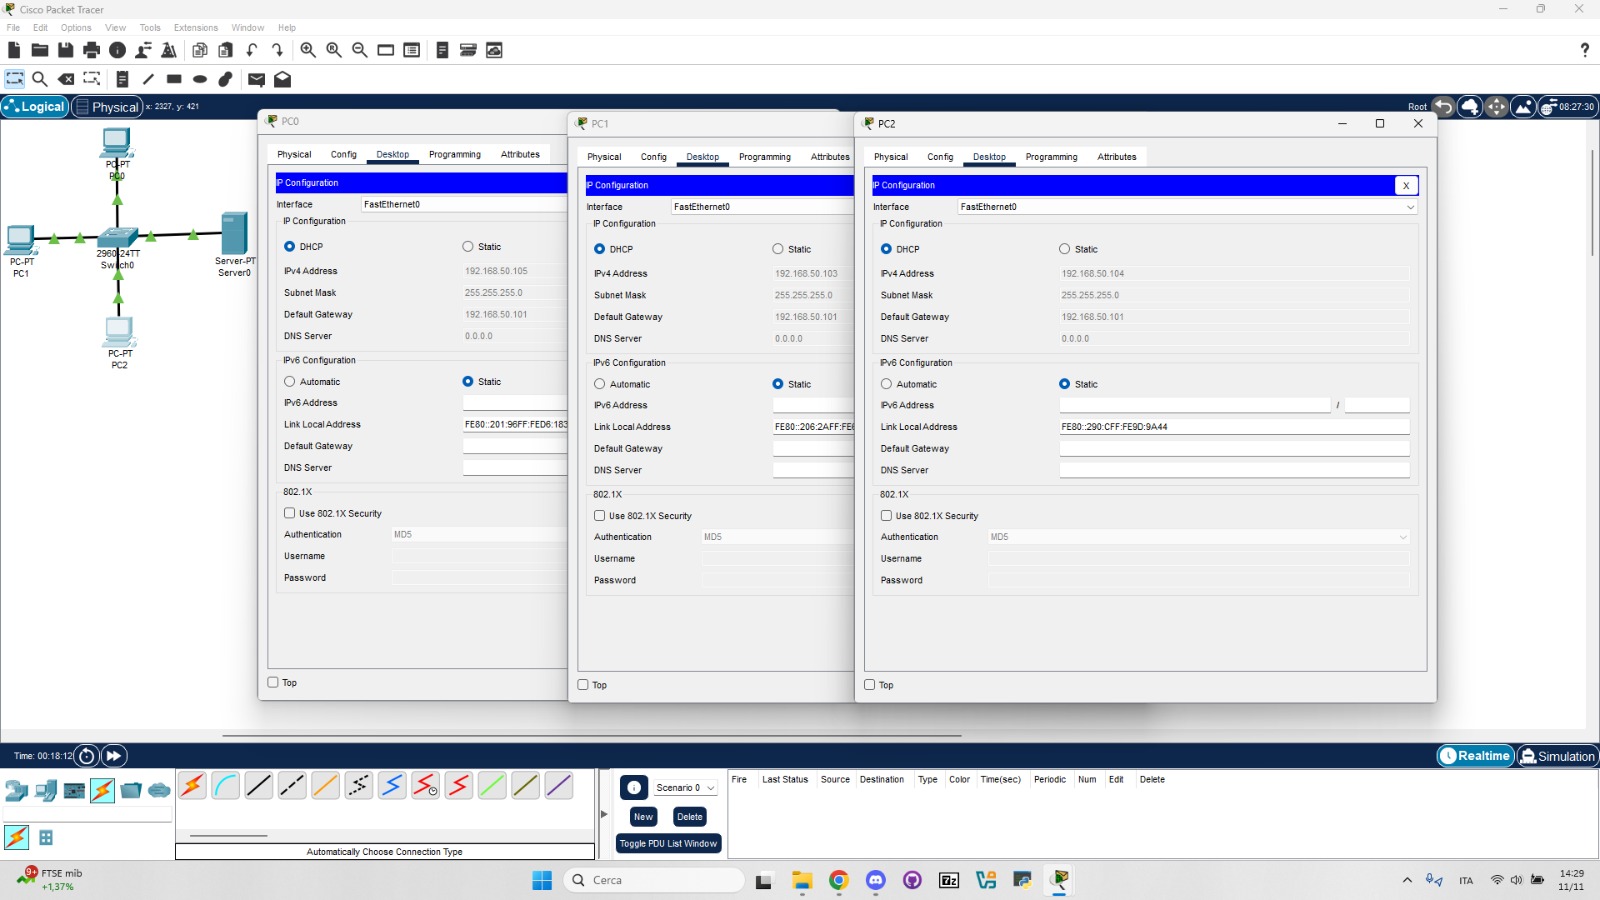 Cisco Packet Tracer
File Edit Options View Tools Extensions Window Help
?
Logical Physical x: 2327, y: 421 Root 08:27:30
PC-PT
PC0
PC-PT
PC1
2960-24TT
Switch0
Server-PT
Server0
PC-PT
PC2
PC0
Physical Config Desktop Programming Attributes
IP Configuration
Interface FastEthernet0
IP Configuration
DHCP Static
IPv4 Address 192.168.50.105
Subnet Mask 255.255.255.0
Default Gateway 192.168.50.101
DNS Server 0.0.0.0
IPv6 Configuration
Automatic Static
IPv6 Address
Link Local Address FE80::201:96FF:FED6:183
Default Gateway
DNS Server
802.1X
Use 802.1X Security
Authentication MD5
Username
Password
Top
PC1
Physical Config Desktop Programming Attributes
IP Configuration
Interface FastEthernet0
IP Configuration
DHCP Static
IPv4 Address 192.168.50.103
Subnet Mask 255.255.255.0
Default Gateway 192.168.50.101
DNS Server 0.0.0.0
IPv6 Configuration
Automatic Static
IPv6 Address
Link Local Address FE80::206:2AFF:FE
Default Gateway
DNS Server
802.1X
Use 802.1X Security
Authentication MD5
Username
Password
Top
PC2
Physical Config Desktop Programming Attributes
IP Configuration X
Interface FastEthernet0
IP Configuration
DHCP Static
IPv4 Address 192.168.50.104
Subnet Mask 255.255.255.0
Default Gateway 192.168.50.101
DNS Server 0.0.0.0
IPv6 Configuration
Automatic Static
IPv6 Address /
Link Local Address FE80::290:CFF:FE9D:9A44
Default Gateway
DNS Server
802.1X
Use 802.1X Security
Authentication MD5
Username
Password
Top
Time: 00:18:12 Realtime Simulation
Scenario 0
New Delete
Toggle PDU List Window
Fire Last Status Source Destination Type Color Time(sec) Periodic Num Edit Delete
Automatically Choose Connection Type
9+ FTSE mib
+1,37%
Cerca
7z
ITA
14:29
11/11